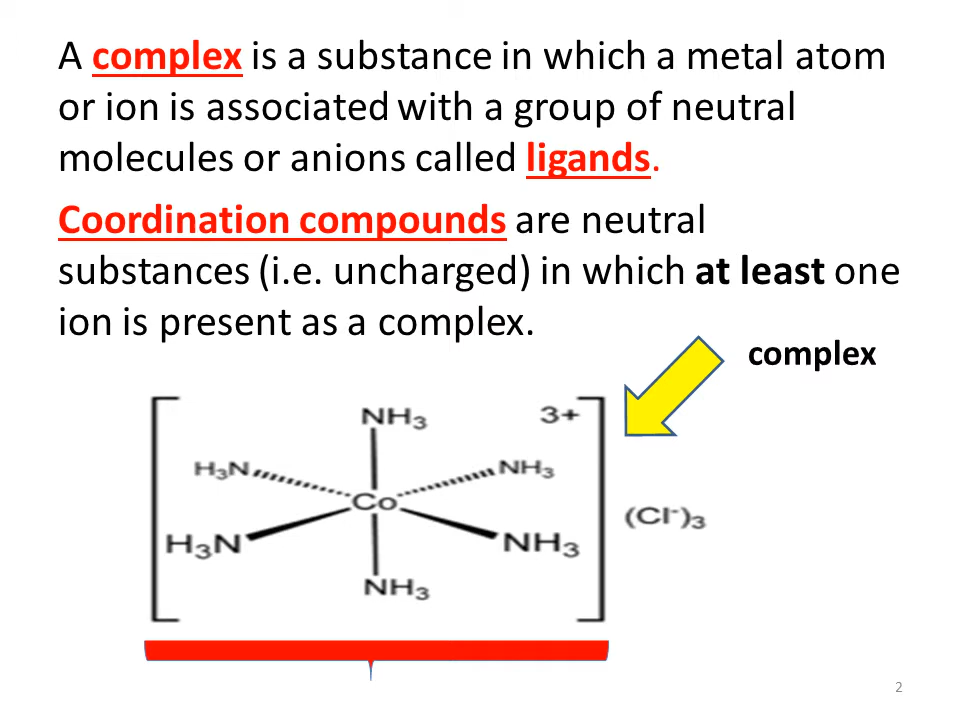 A complex is a substance in which a metal atom
or ion is associated with a group of neutral
molecules or anions called ligands.
Coordination compounds are neutral
substances (i.e. uncharged) in which at least one
ion is present as a complex.
complex
NH₃ 3+
H₃N NH₃
Co
(Cl⁻)₃
H₃N NH₃
NH₃
2